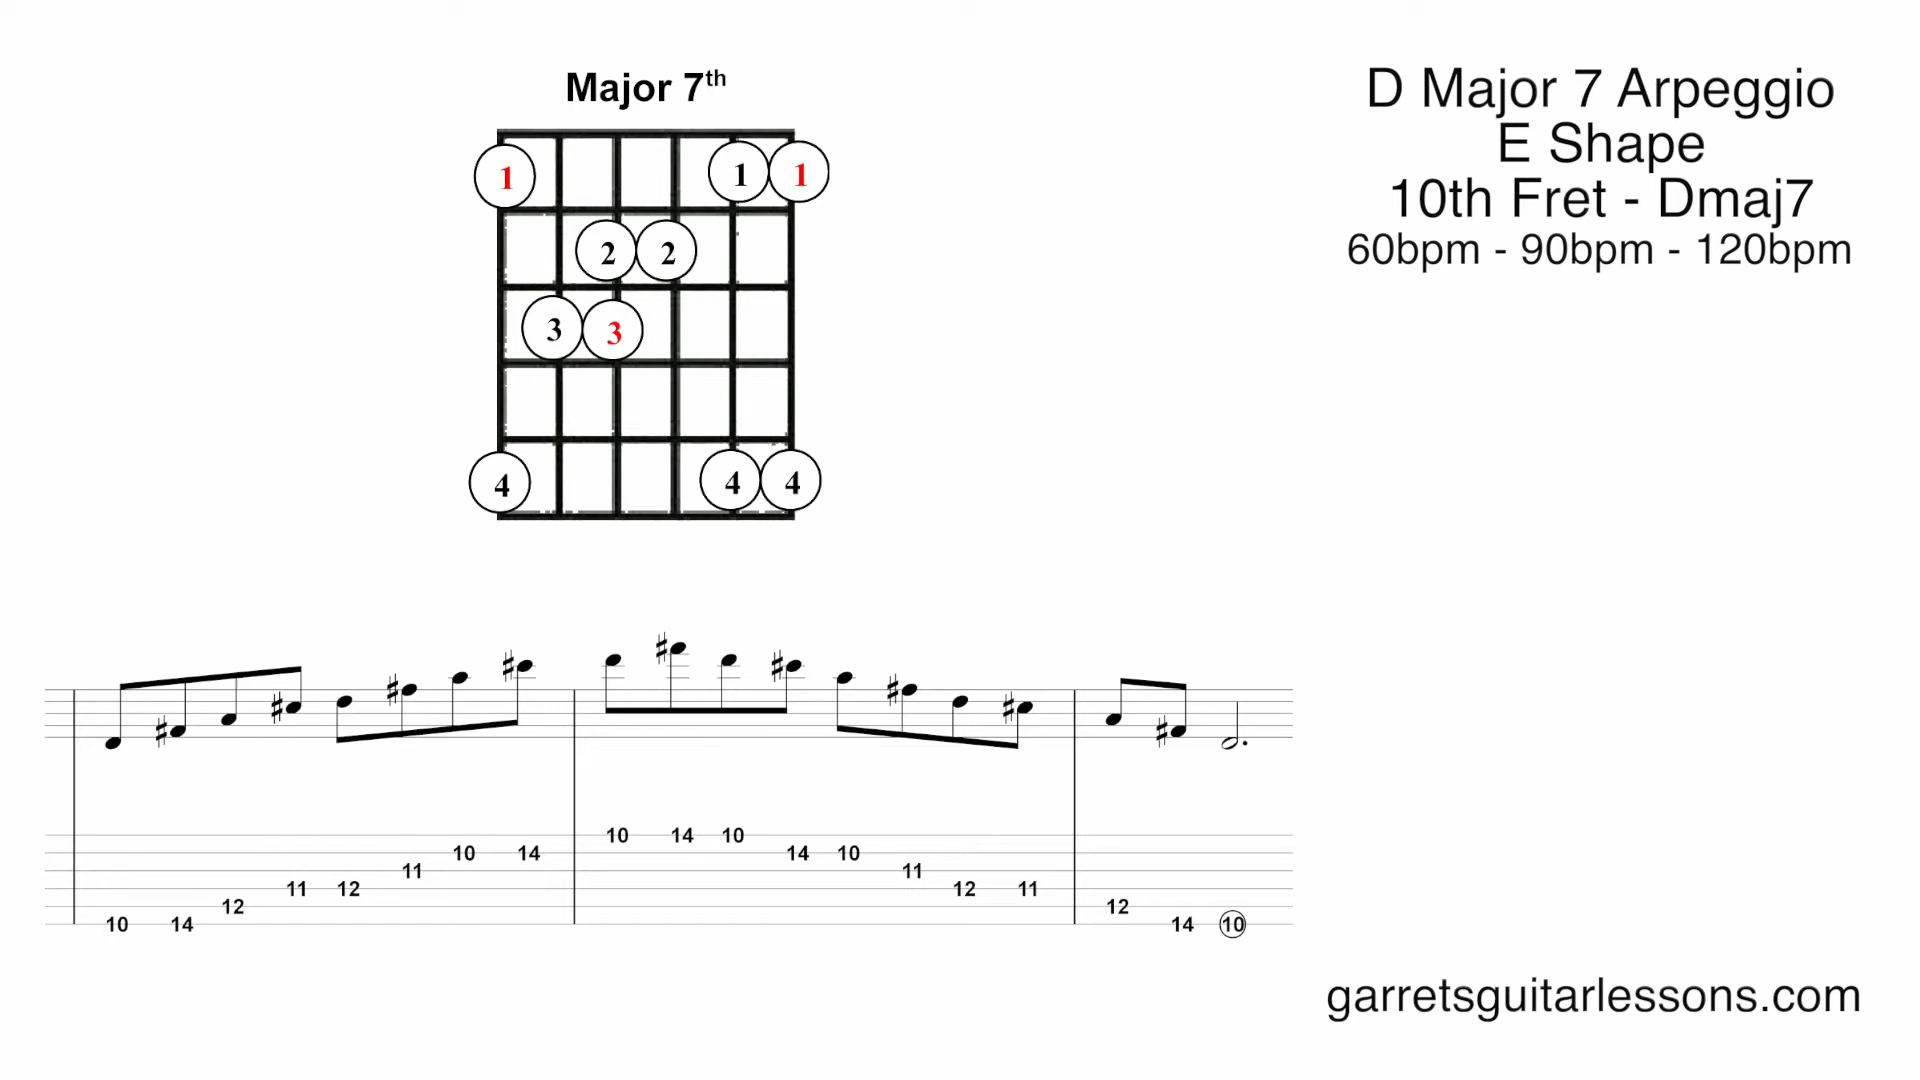 Major 7th
D Major 7 Arpeggio
E Shape
10th Fret - Dmaj7
60bpm - 90bpm - 120bpm
1 1 1
2 2
3 3
4 4 4
10 14 10
10 14 14 10
11 11
11 12 12 11
12 12
10 14 14 10
garretsguitarlessons.com